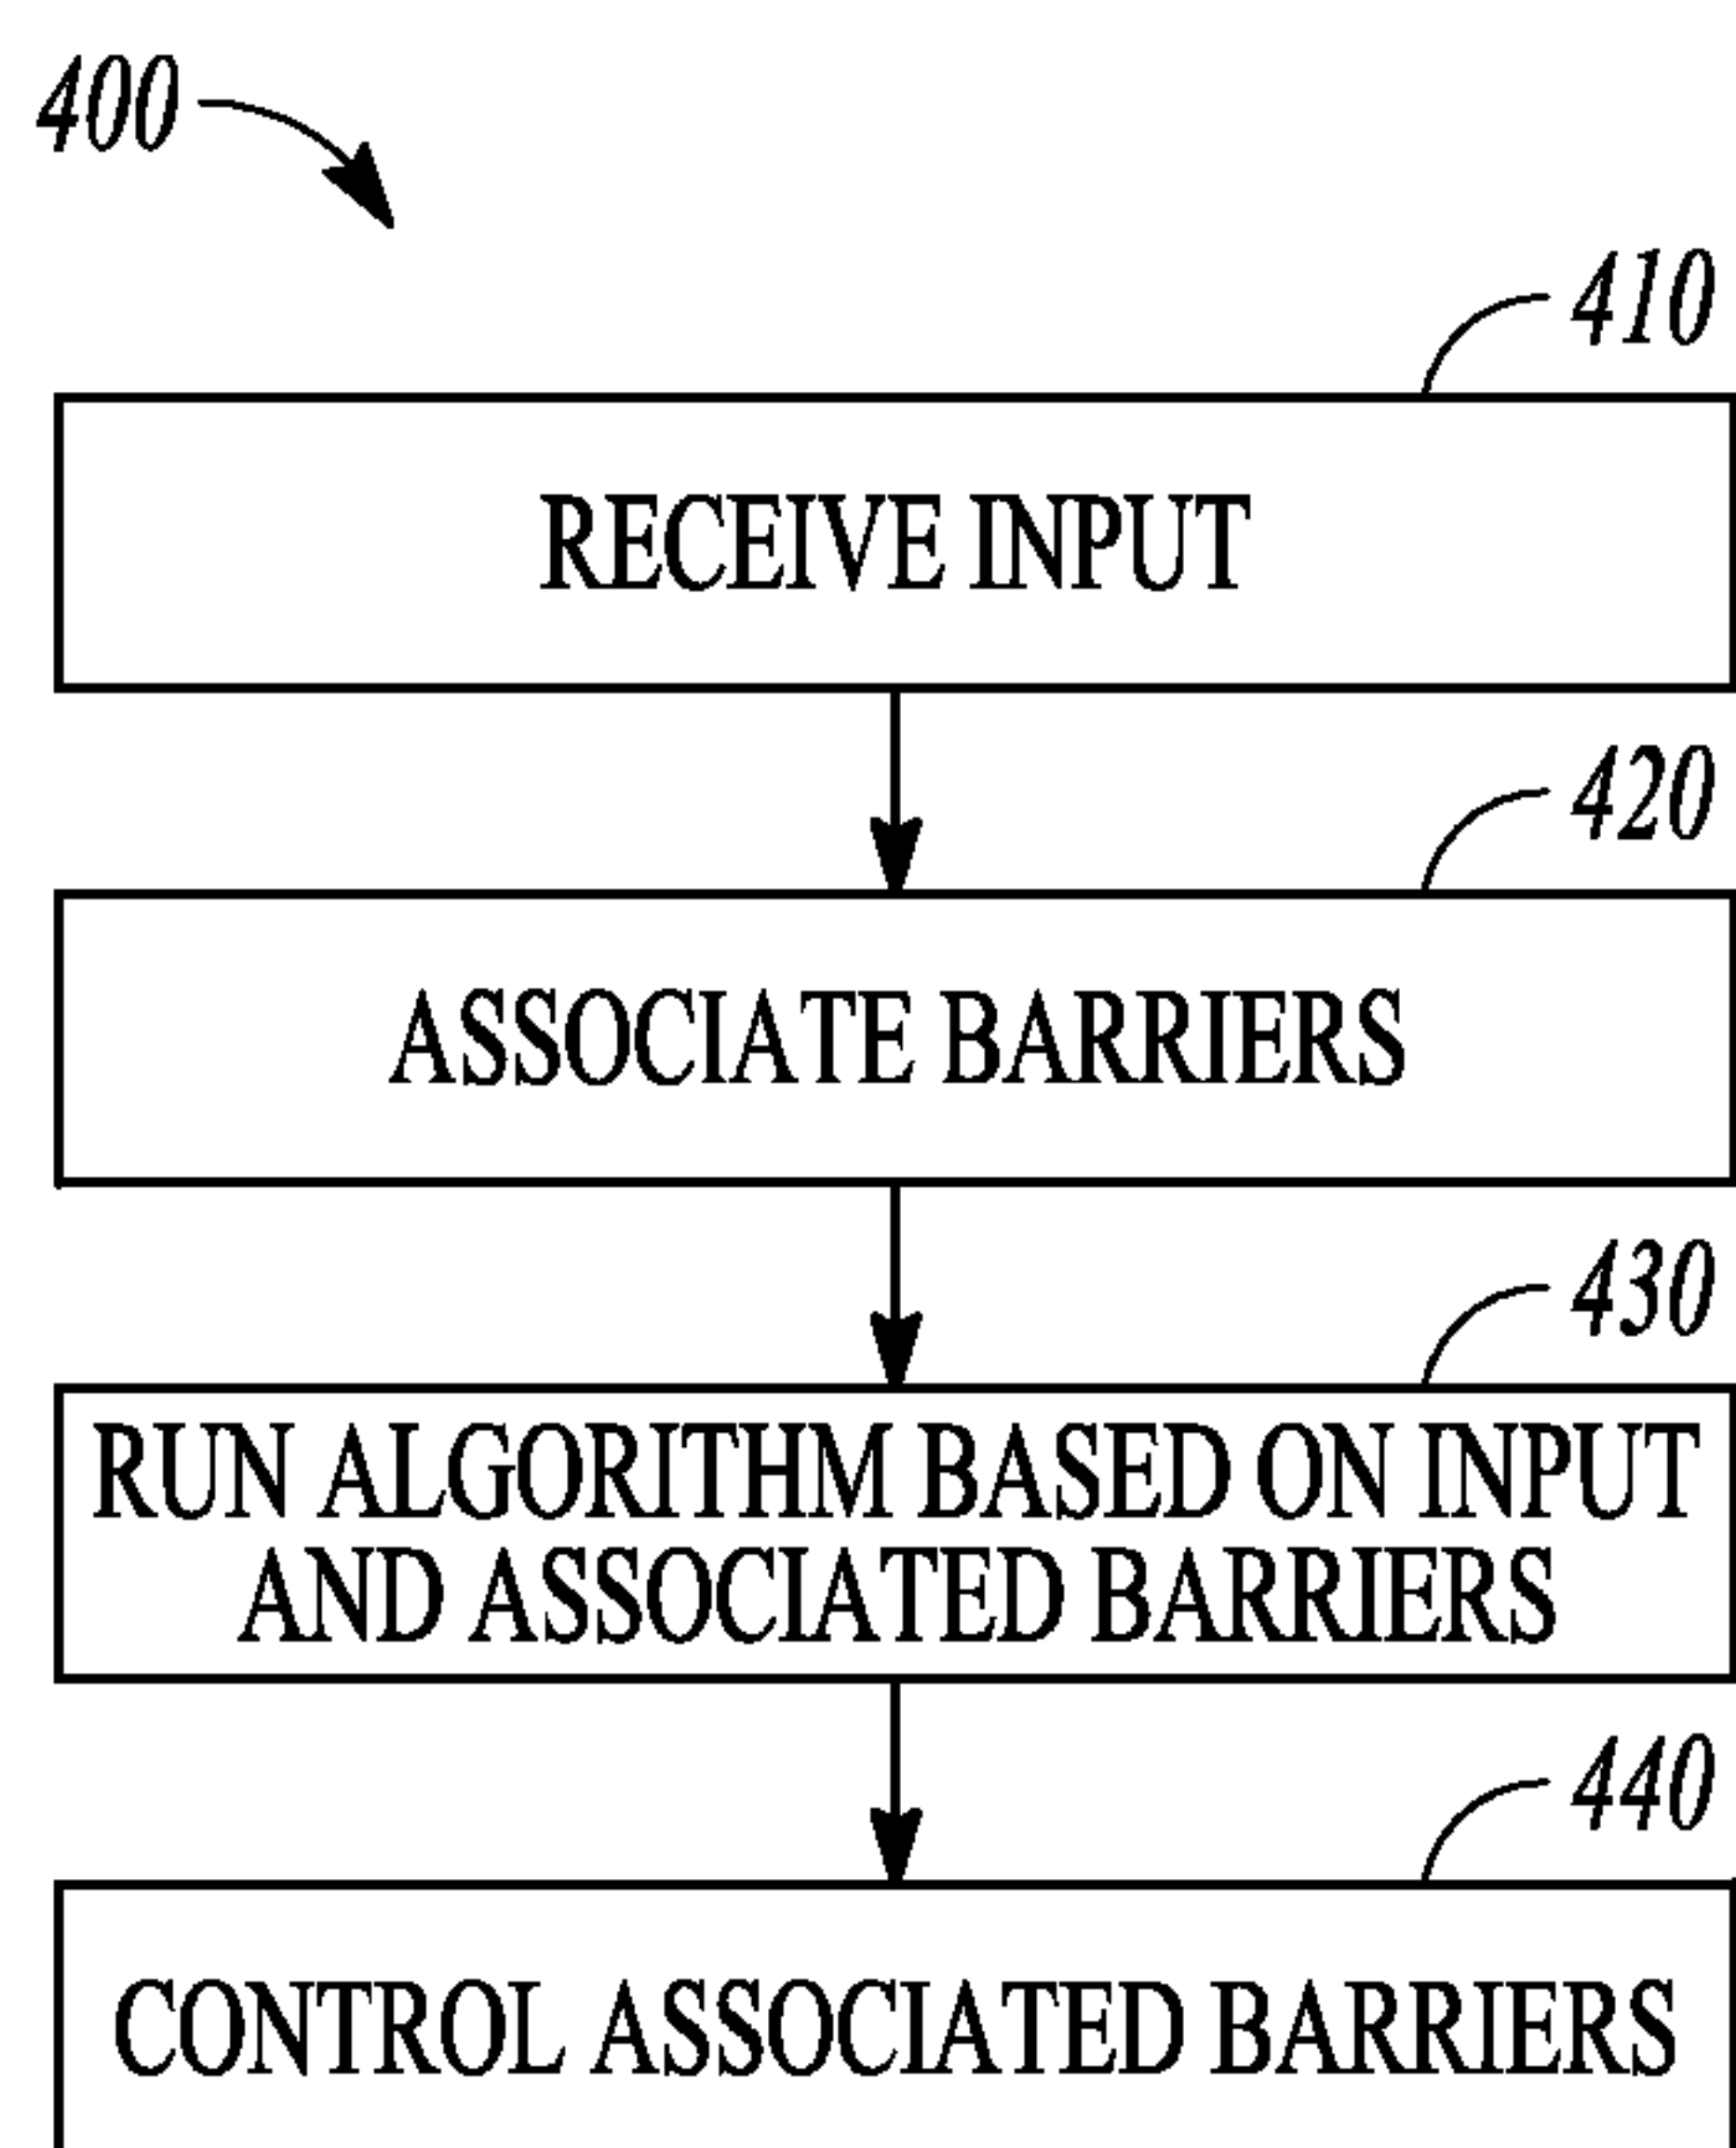 400
410
RECEIVE INPUT
420
ASSOCIATE BARRIERS
430
RUN ALGORITHM BASED ON INPUT
AND ASSOCIATED BARRIERS
440
CONTROL ASSOCIATED BARRIERS